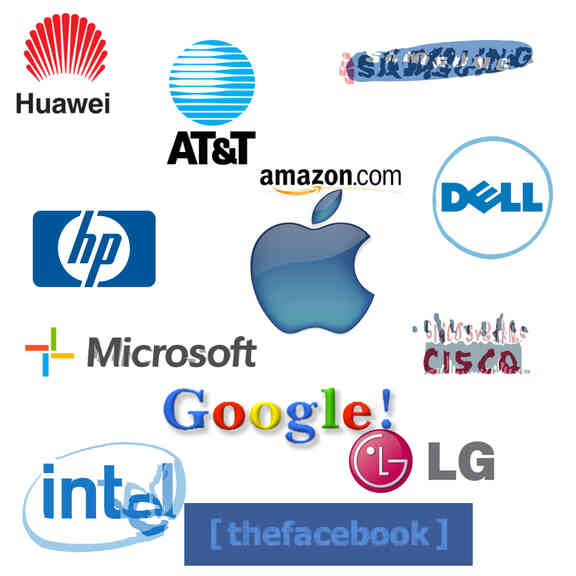 Huawei
AT&T
amazon.com
DELL
hp
Microsoft
CISCO
Google!
LG
intel
[ thefacebook ]